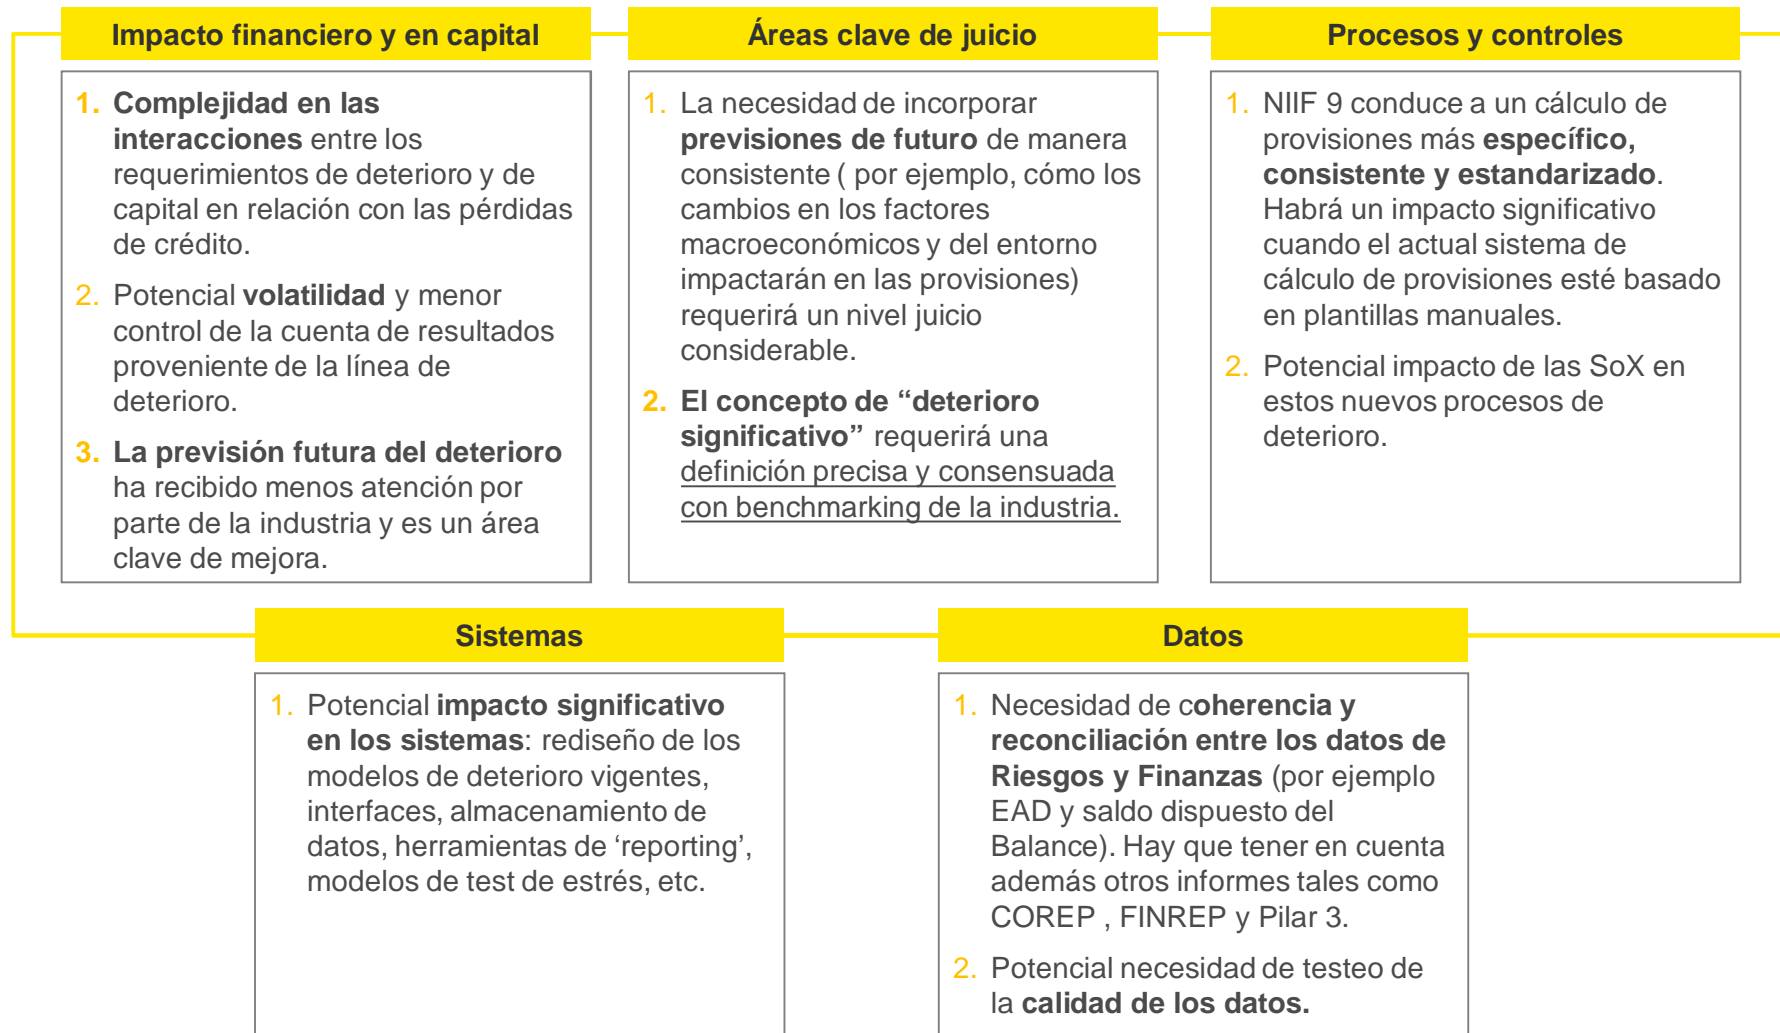 Impacto financiero y en capital
1. Complejidad en las
interacciones entre los
requerimientos de deterioro y de
capital en relación con las pérdidas
de crédito.
2. Potencial volatilidad y menor
control de la cuenta de resultados
proveniente de la línea de
deterioro.
3. La previsión futura del deterioro
ha recibido menos atención por
parte de la industria y es un área
clave de mejora.
Áreas clave de juicio
1. La necesidad de incorporar
previsiones de futuro de manera
consistente ( por ejemplo, cómo los
cambios en los factores
macroeconómicos y del entorno
impactarán en las provisiones)
requerirá un nivel juicio
considerable.
2. El concepto de “deterioro
significativo” requerirá una
definición precisa y consensuada
con benchmarking de la industria.
Procesos y controles
1. NIIF 9 conduce a un cálculo de
provisiones más específico,
consistente y estandarizado.
Habrá un impacto significativo
cuando el actual sistema de
cálculo de provisiones esté basado
en plantillas manuales.
2. Potencial impacto de las SoX en
estos nuevos procesos de
deterioro.
Sistemas
1. Potencial impacto significativo
en los sistemas: rediseño de los
modelos de deterioro vigentes,
interfaces, almacenamiento de
datos, herramientas de ‘reporting’,
modelos de test de estrés, etc.
Datos
1. Necesidad de coherencia y
reconciliación entre los datos de
Riesgos y Finanzas (por ejemplo
EAD y saldo dispuesto del
Balance). Hay que tener en cuenta
además otros informes tales como
COREP , FINREP y Pilar 3.
2. Potencial necesidad de testeo de
la calidad de los datos.